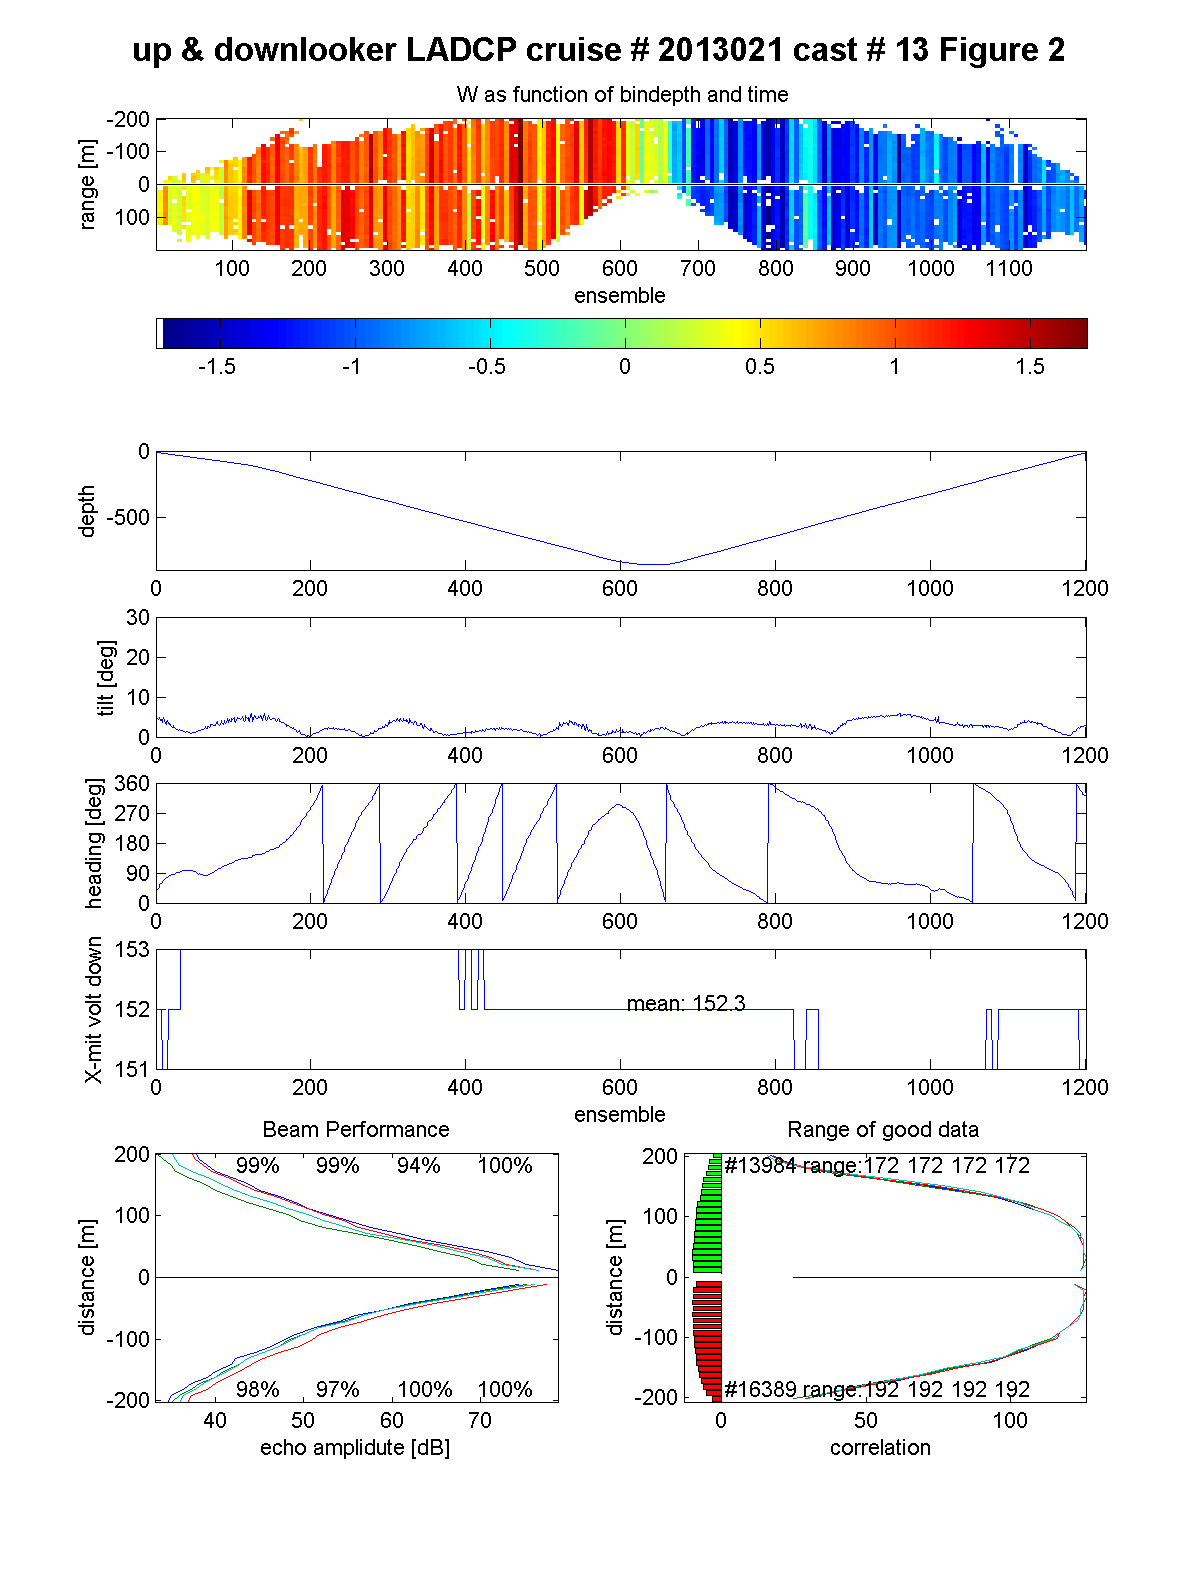 up & downlooker LADCP cruise # 2013021 cast # 13 Figure 2
W as function of bindepth and time
range [m]
-200
-100
0
100
100 200 300 400 500 600 700 800 900 1000 1100
ensemble
-1.5 -1 -0.5 0 0.5 1 1.5
depth
0
-500
0 200 400 600 800 1000 1200
tilt [deg]
30
20
10
0
0 200 400 600 800 1000 1200
heading [deg]
360
270
180
90
0
0 200 400 600 800 1000 1200
X-mit volt down
153
152
151
mean: 152.3
0 200 400 600 800 1000 1200
ensemble
Beam Performance
distance [m]
200
100
0
-100
-200
99% 99% 94% 100%
98% 97% 100% 100%
40 50 60 70
echo amplidute [dB]
Range of good data
distance [m]
200
100
0
-100
-200
#13984 range:172 172 172 172
#16389 range:192 192 192 192
0 50 100
correlation